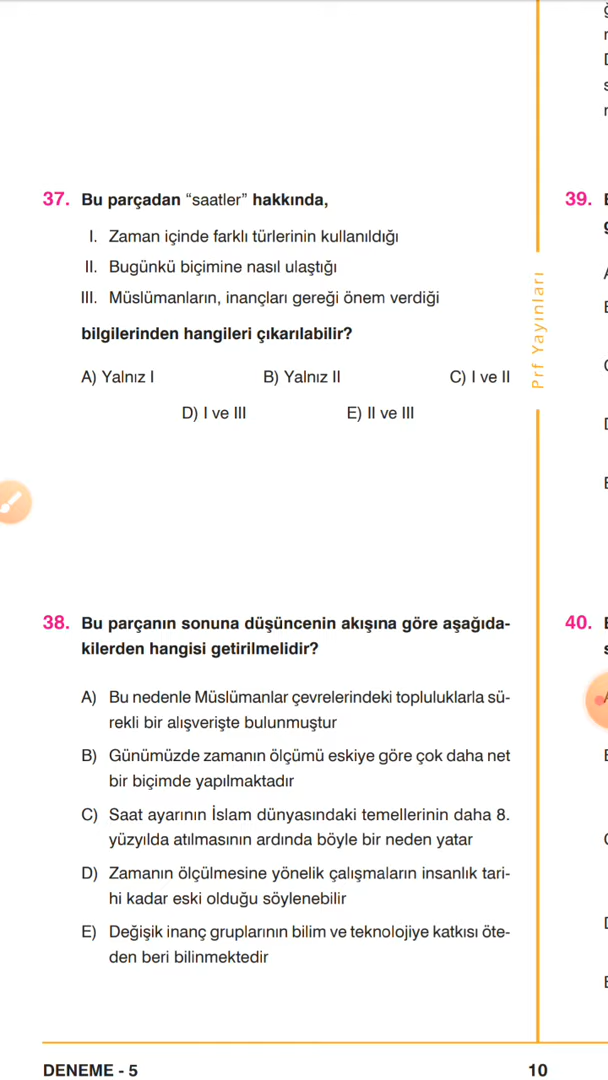 37. Bu parçadan “saatler” hakkında,
I. Zaman içinde farklı türlerinin kullanıldığı
II. Bugünkü biçimine nasıl ulaştığı
III. Müslümanların, inançları gereği önem verdiği
bilgilerinden hangileri çıkarılabilir?
A) Yalnız I B) Yalnız II C) I ve II
D) I ve III E) II ve III
38. Bu parçanın sonuna düşüncenin akışına göre aşağıda-
kilerden hangisi getirilmelidir?
A) Bu nedenle Müslümanlar çevrelerindeki topluluklarla sü-
rekli bir alışverişte bulunmuştur
B) Günümüzde zamanın ölçümü eskiye göre çok daha net
bir biçimde yapılmaktadır
C) Saat ayarının İslam dünyasındaki temellerinin daha 8.
yüzyılda atılmasının ardında böyle bir neden yatar
D) Zamanın ölçülmesine yönelik çalışmaların insanlık tari-
hi kadar eski olduğu söylenebilir
E) Değişik inanç gruplarının bilim ve teknolojiye katkısı öte-
den beri bilinmektedir
Prf Yayınları
39.
40.
DENEME - 5
10